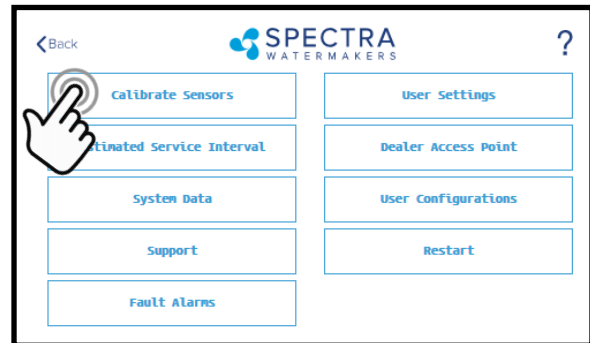 Back
SPECTRA
WATERMAKERS
?
Calibrate Sensors
User Settings
timated Service Interval
Dealer Access Point
System Data
User Configurations
Support
Restart
Fault Alarms